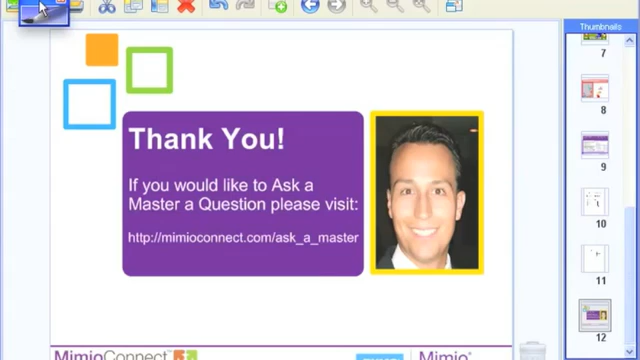 Thumbnails
7
8
9
10
11
12
Thank You!
If you would like to Ask a
Master a Question please visit:
http://mimioconnect.com/ask_a_master
MimioConnect™
Mimio